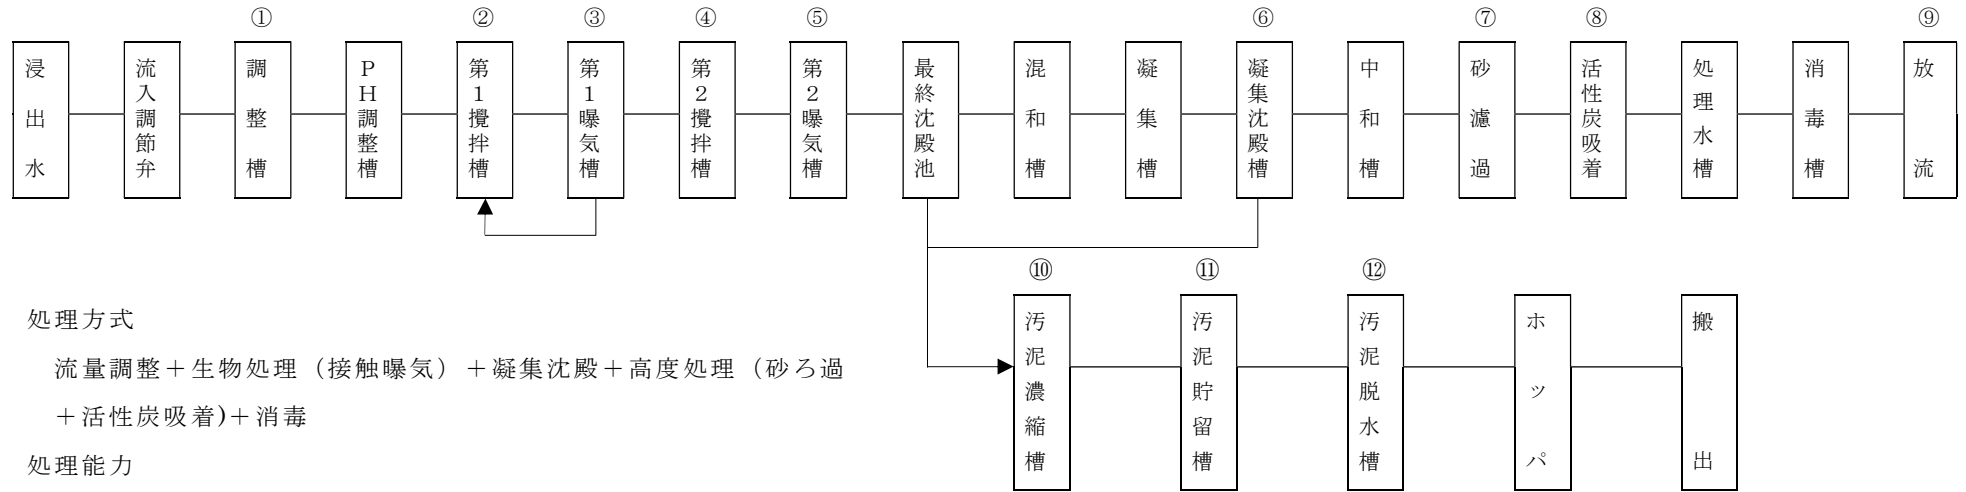 ① ② ③ ④ ⑤ ⑥ ⑦ ⑧ ⑨
浸出水
流入調節弁
調整槽
PH調整槽
第1攪拌槽
第1曝気槽
第2攪拌槽
第2曝気槽
最終沈殿池
混和槽
凝集槽
凝集沈殿槽
中和槽
砂濾過
活性炭吸着
処理水槽
消毒槽
放流
⑩ ⑪ ⑫
汚泥濃縮槽
汚泥貯留槽
汚泥脱水槽
ホッパ
搬出
処理方式
流量調整+生物処理(接触曝気)+凝集沈殿+高度処理(砂ろ過
+活性炭吸着)+消毒
処理能力